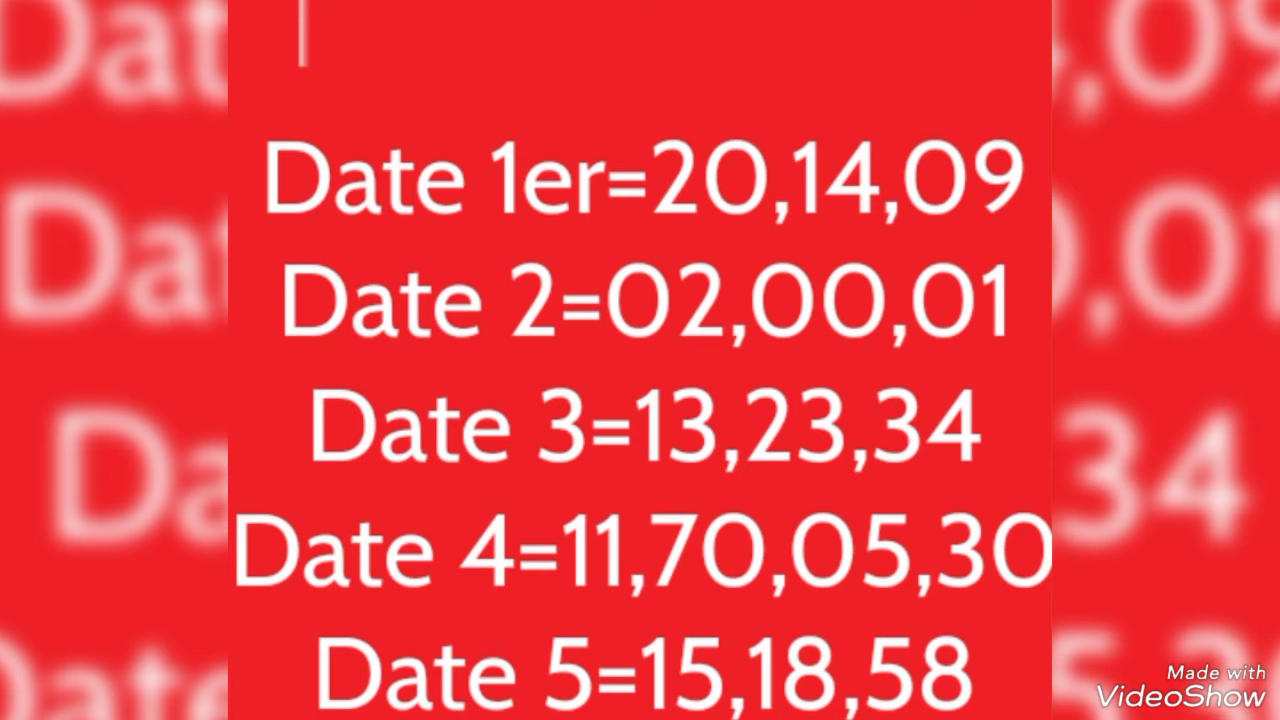 Date 1er=20,14,09
Date 2=02,00,01
Date 3=13,23,34
Date 4=11,70,05,30
Date 5=15,18,58
Made with
VideoShow